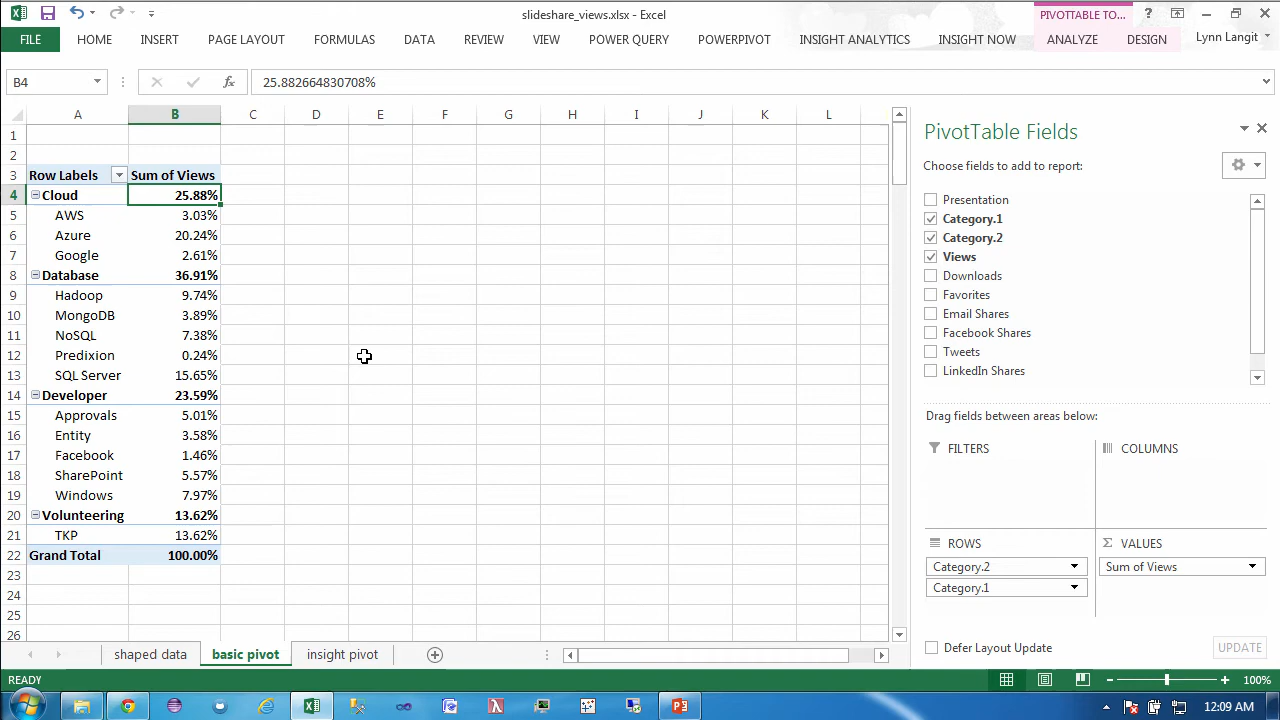 slideshare_views.xlsx - Excel
PIVOTTABLE TO...
?
FILE HOME INSERT PAGE LAYOUT FORMULAS DATA REVIEW VIEW POWER QUERY POWERPIVOT INSIGHT ANALYTICS INSIGHT NOW ANALYZE DESIGN Lynn Langit
B4 fx 25.882664830708%
A B C D E F G H I J K L
1
2
3 Row Labels Sum of Views
4 Cloud 25.88%
5 AWS 3.03%
6 Azure 20.24%
7 Google 2.61%
8 Database 36.91%
9 Hadoop 9.74%
10 MongoDB 3.89%
11 NoSQL 7.38%
12 Predixion 0.24%
13 SQL Server 15.65%
14 Developer 23.59%
15 Approvals 5.01%
16 Entity 3.58%
17 Facebook 1.46%
18 SharePoint 5.57%
19 Windows 7.97%
20 Volunteering 13.62%
21 TKP 13.62%
22 Grand Total 100.00%
23
24
25
26
PivotTable Fields
Choose fields to add to report:
Presentation
Category.1
Category.2
Views
Downloads
Favorites
Email Shares
Facebook Shares
Tweets
LinkedIn Shares
Drag fields between areas below:
FILTERS COLUMNS
ROWS Σ VALUES
Category.2 Sum of Views
Category.1
Defer Layout Update UPDATE
shaped data basic pivot insight pivot
READY 100%
12:09 AM